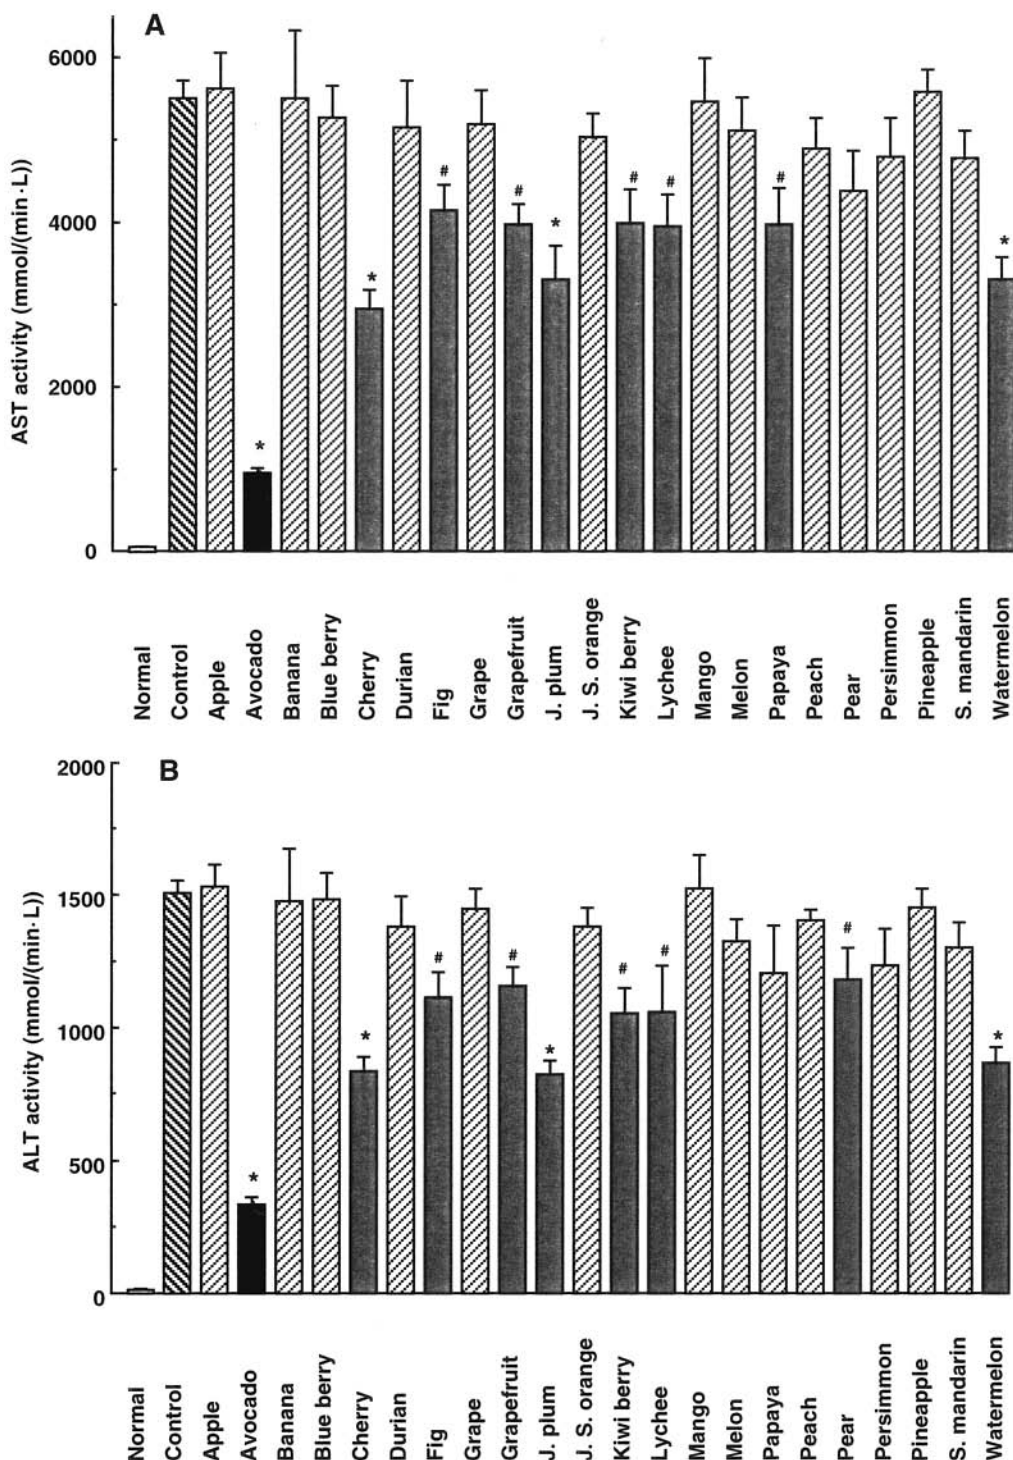 A
AST activity (mmol/(min·L))
6000
4000
2000
0
*
*
#
#
*
#
#
#
*
Normal
Control
Apple
Avocado
Banana
Blue berry
Cherry
Durian
Fig
Grape
Grapefruit
J. plum
J. S. orange
Kiwi berry
Lychee
Mango
Melon
Papaya
Peach
Pear
Persimmon
Pineapple
S. mandarin
Watermelon
B
ALT activity (mmol/(min·L))
2000
1500
1000
500
0
*
*
#
#
*
#
#
#
*
Normal
Control
Apple
Avocado
Banana
Blue berry
Cherry
Durian
Fig
Grape
Grapefruit
J. plum
J. S. orange
Kiwi berry
Lychee
Mango
Melon
Papaya
Peach
Pear
Persimmon
Pineapple
S. mandarin
Watermelon